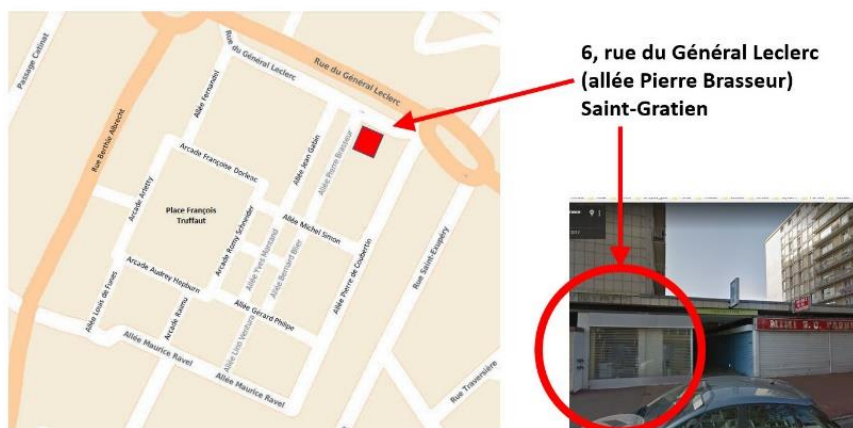 Passage Catinat
Rue Berthie Albrecht
Rue du Général Leclerc
Rue du Général Leclerc
Allée Fernandel
Allée Jean Gabin
Allée Pierre Brasseur
Arcade Françoise Dorleac
Arcade Arletty
Place François
Truffaut
Arcade Romy Schneider
Allée Michel Simon
Allée Yves Montand
Allée Bernard Blier
Allée Pierre de Coubertin
Rue Saint-Exupéry
Arcade Audrey Hepburn
Allée Louis de Funes
Arcade Raimu
Allée Gérard Philipe
Allée Lino Ventura
Allée Maurice Ravel
Allée Maurice Ravel
Rue Traversière
6, rue du Général Leclerc
(allée Pierre Brasseur)
Saint-Gratien
MINI